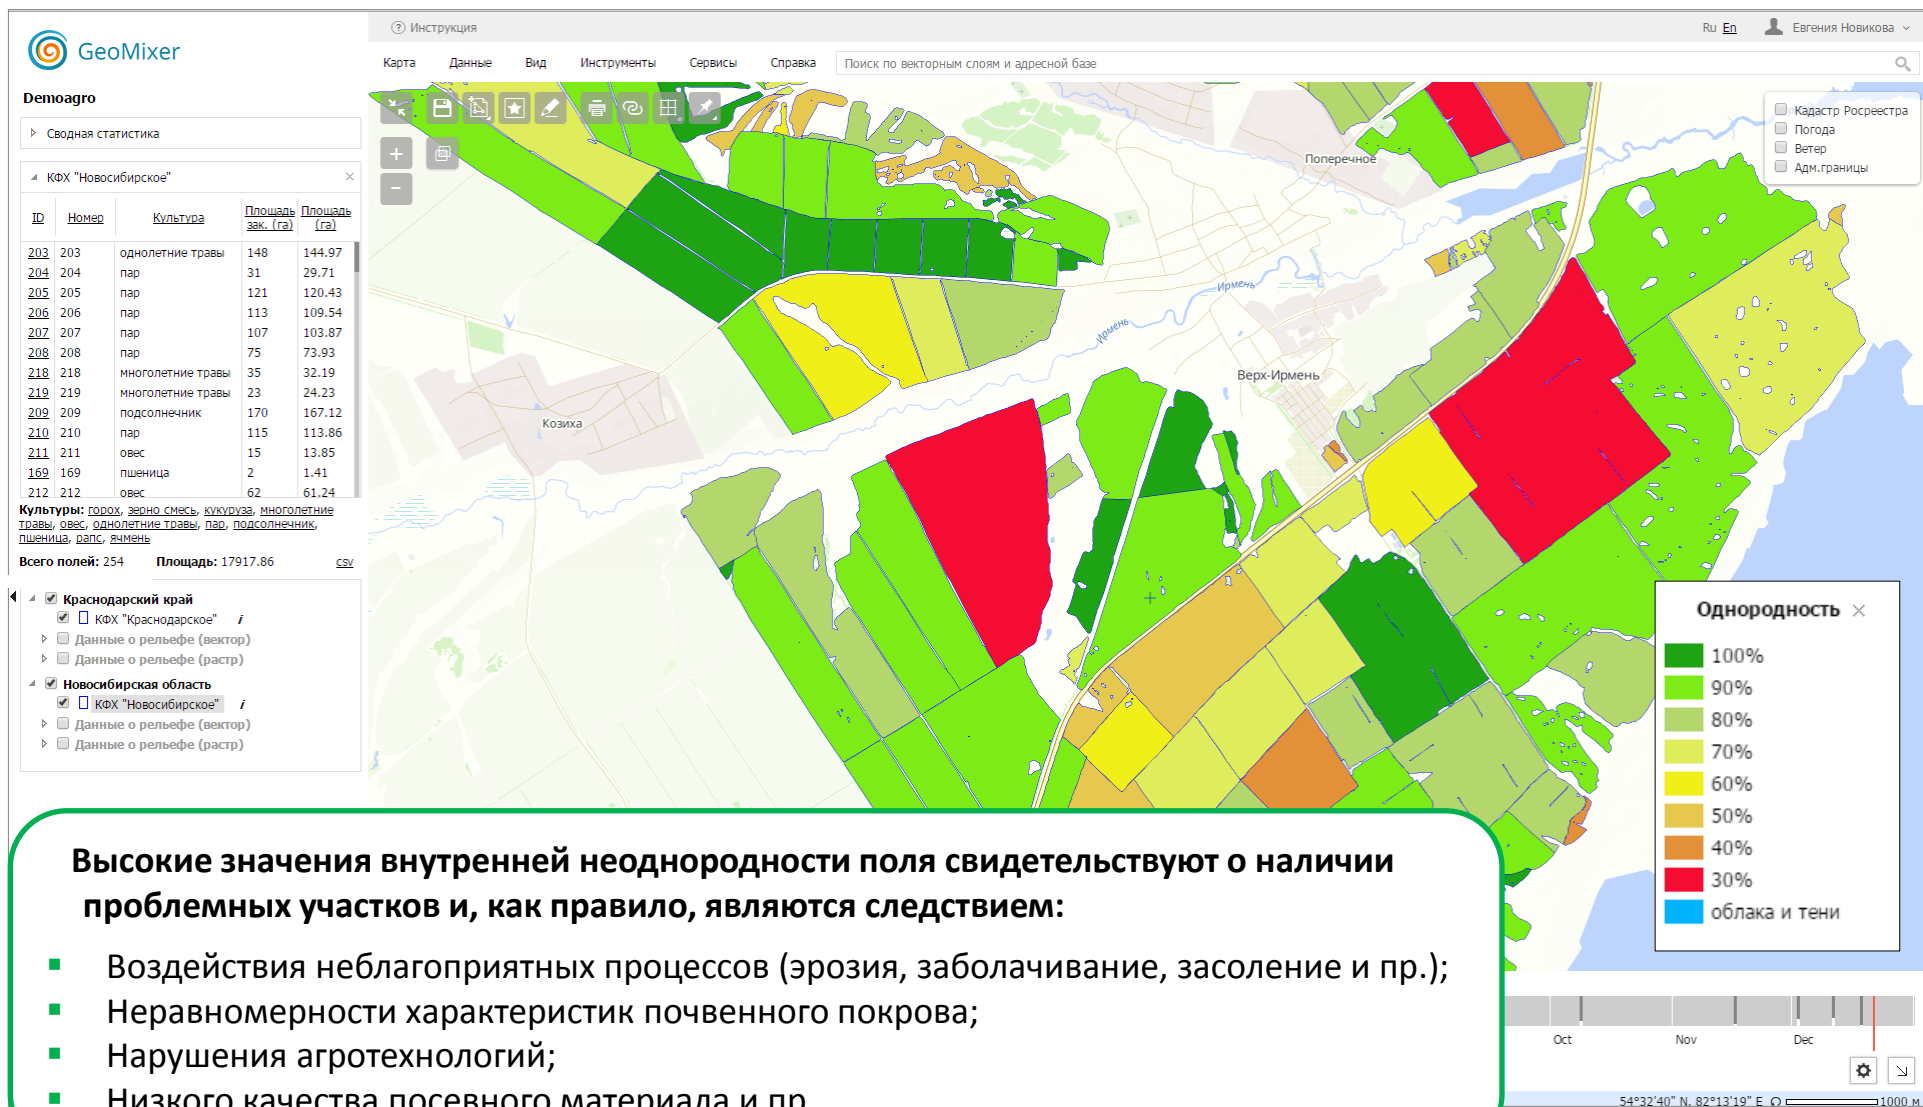 GeoMixer
Инструкция
Ru En Евгения Новикова
Карта Данные Вид Инструменты Сервисы Справка
Поиск по векторным слоям и адресной базе
Demoagro
Сводная статистика
КФХ "Новосибирское"
ID Номер Культура Площадь зак. (га) Площадь (га)
203 203 однолетние травы 148 144.97
204 204 пар 31 29.71
205 205 пар 121 120.43
206 206 пар 113 109.54
207 207 пар 107 103.87
208 208 пар 75 73.93
218 218 многолетние травы 35 32.19
219 219 многолетние травы 23 24.23
209 209 подсолнечник 170 167.12
210 210 пар 115 113.86
211 211 овес 15 13.85
169 169 пшеница 2 1.41
212 212 овес 62 61.24
Культуры: горох, зерно смесь, кукуруза, многолетние
травы, овес, однолетние травы, пар, подсолнечник,
пшеница, рапс, ячмень
Всего полей: 254 Площадь: 17917.86 csv
Краснодарский край
КФХ "Краснодарское" i
Данные о рельефе (вектор)
Данные о рельефе (растр)
Новосибирская область
КФХ "Новосибирское" i
Данные о рельефе (вектор)
Данные о рельефе (растр)
Кадастр Росреестра
Погода
Ветер
Адм.границы
Поперечное
Ирмень
Ирмень
Верх-Ирмень
Козиха
Однородность
100%
90%
80%
70%
60%
50%
40%
30%
облака и тени
Высокие значения внутренней неоднородности поля свидетельствуют о наличии
проблемных участков и, как правило, являются следствием:
Воздействия неблагоприятных процессов (эрозия, заболачивание, засоление и пр.);
Неравномерности характеристик почвенного покрова;
Нарушения агротехнологий;
Низкого качества посевного материала и пр.
Oct Nov Dec
54°32'40" N, 82°13'19" E 1000 м